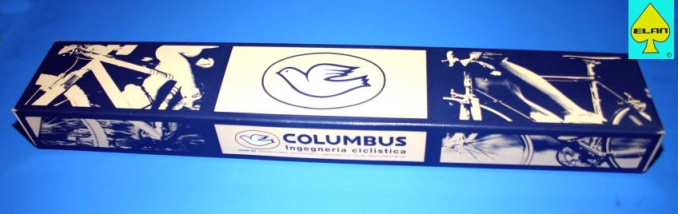 ELAN
©
COLUMBUS
Ingegneria ciclistica